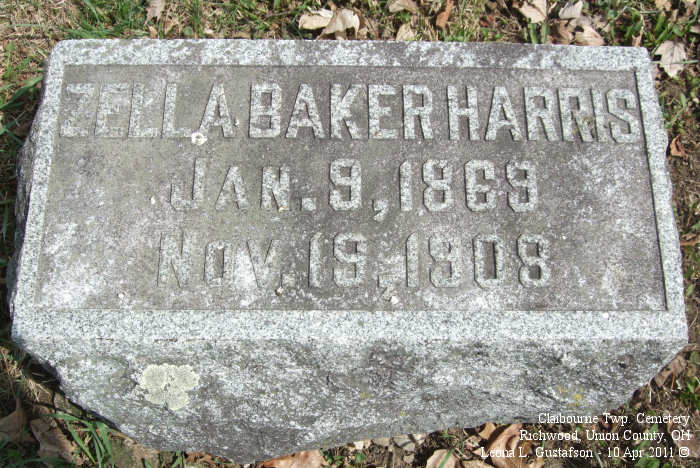 ZELLA BAKER HARRIS
JAN. 9, 1869
NOV. 19, 1908
Claibourne Twp. Cemetery
Richwood, Union County, OH
Leona L. Gustafson - 10 Apr 2011 ©